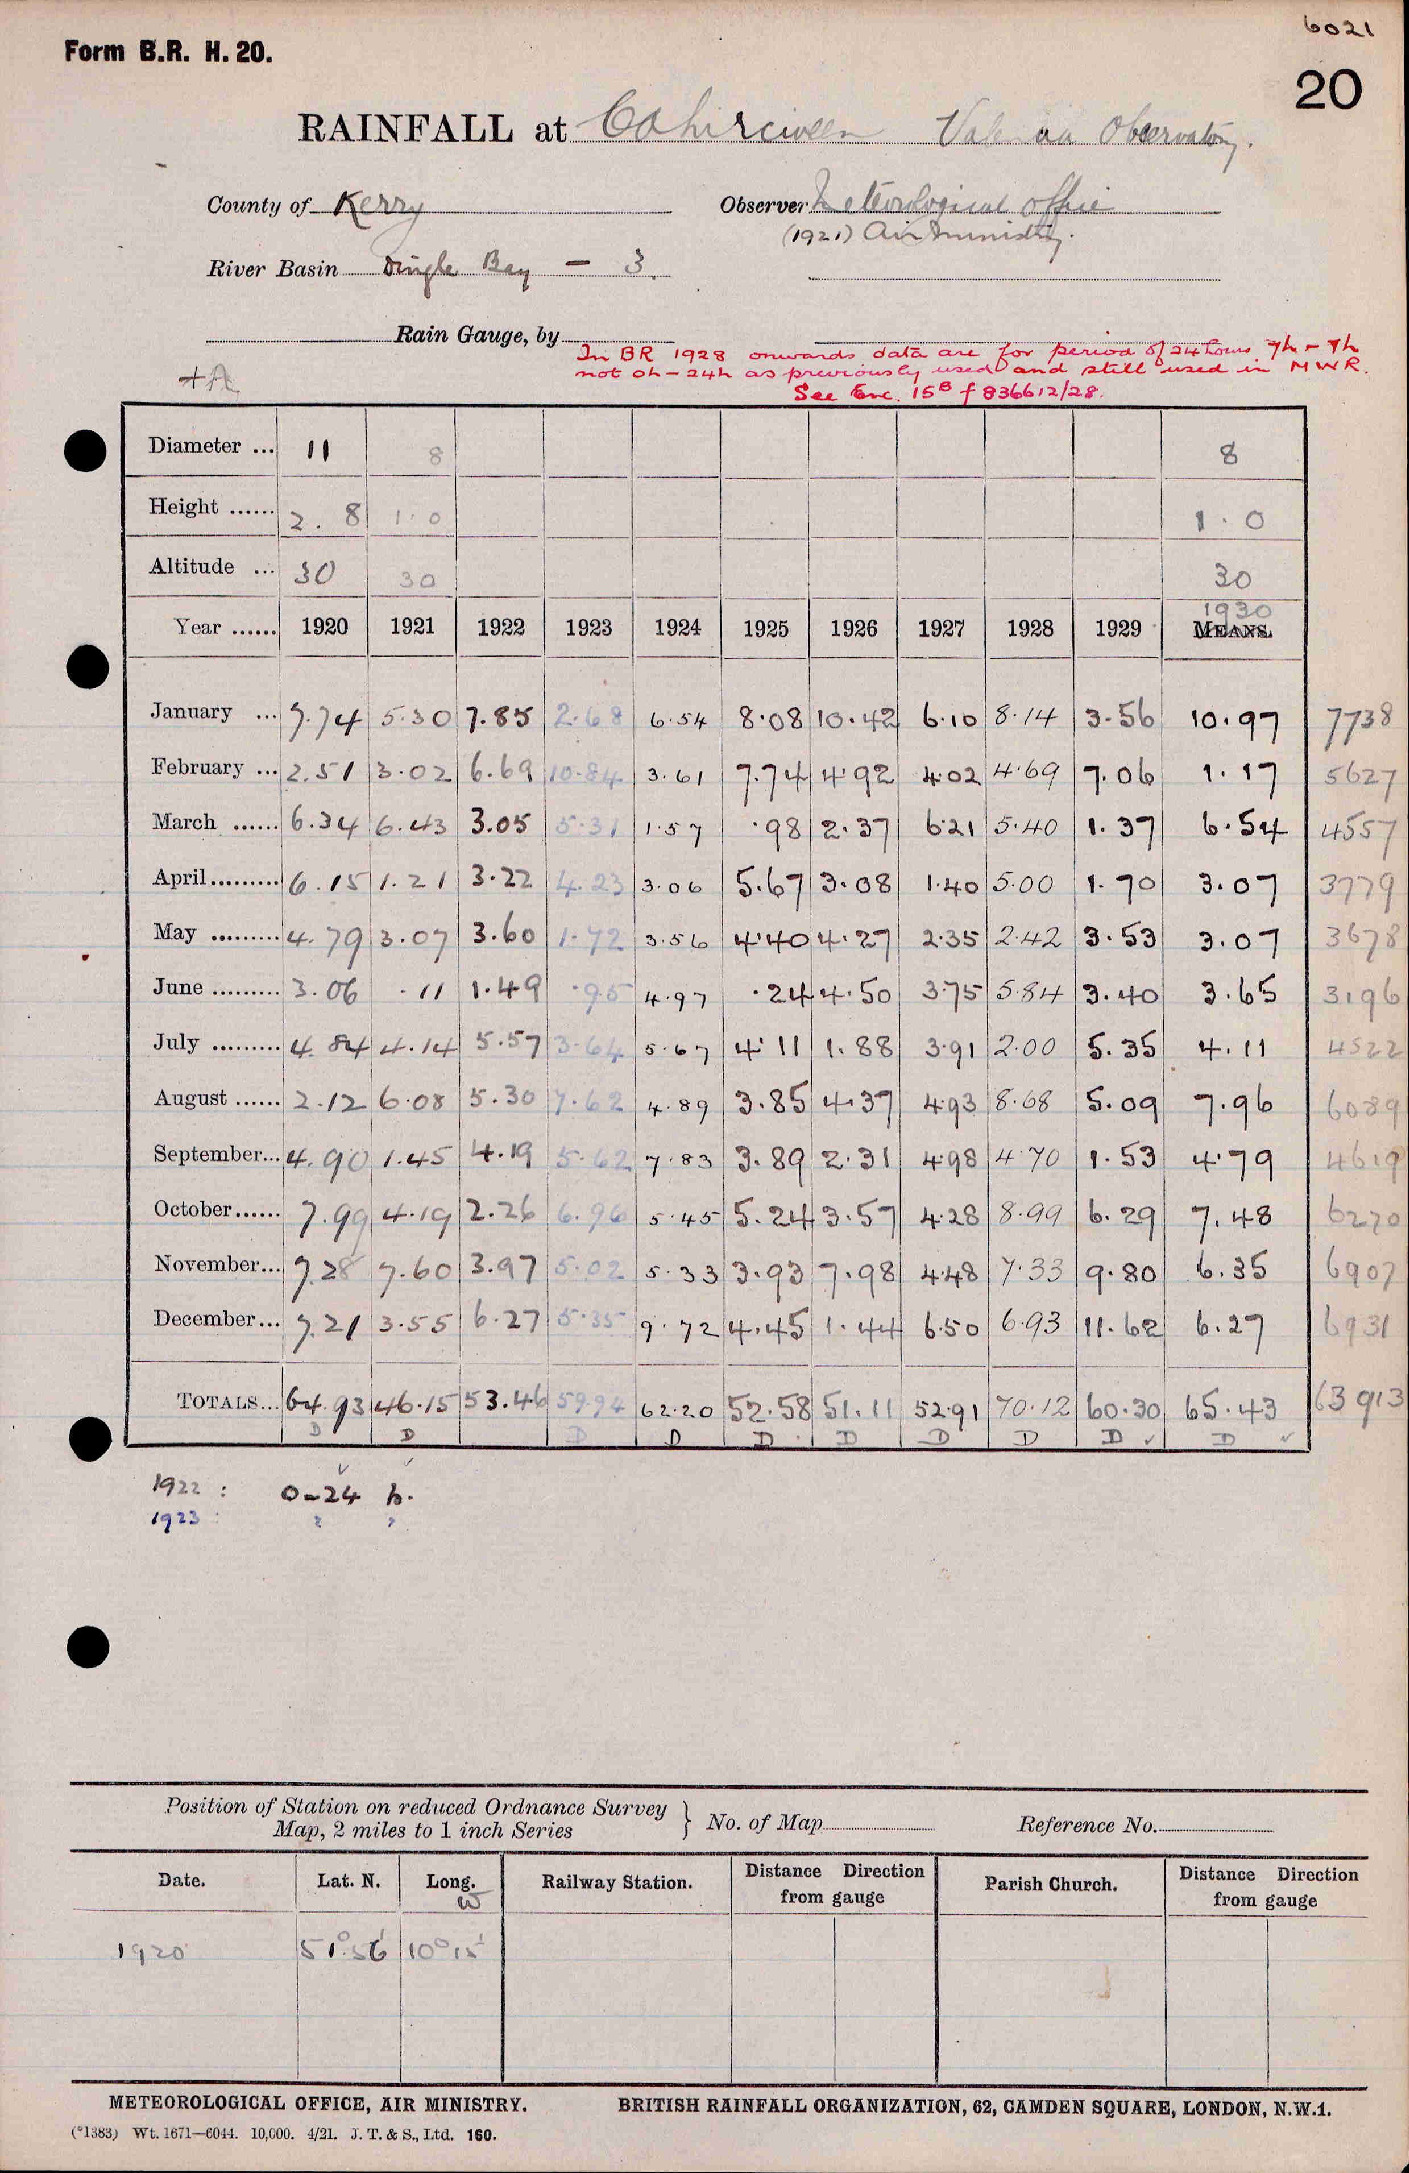 6021
Form B.R. H. 20.
20
RAINFALL at Cahirciveen Valentia Observatory.
County of Kerry Observer Meteorological Office
(1921) Air Ministry.
River Basin Dingle Bay – 3.
Rain Gauge, by
In BR 1928 onwards data are for period of 24 hours 7h – 7h
not 0h – 24h as previously used and still used in MWR.
+A
See Enc. 15B f 836612/28.
Diameter ... 11 8 8
Height ...... 2. 8 1.0 1.0
Altitude ... 30 30 30
1930
Year ...... 1920 1921 1922 1923 1924 1925 1926 1927 1928 1929 MEANS.
January ... 7.74 5.30 7.85 2.68 6.54 8.08 10.42 6.10 8.14 3.56 10.97 7738
February ... 2.51 3.02 6.69 10.84 3.61 7.74 4.92 4.02 4.69 7.06 1.17 5627
March ...... 6.34 6.43 3.05 5.31 1.57 .98 2.37 6.21 5.40 1.37 6.54 4557
April ......... 6.15 1.21 3.22 4.23 3.06 5.67 3.08 1.40 5.00 1.70 3.07 3779
May ......... 4.79 3.07 3.60 1.72 3.56 4.40 4.27 2.35 2.42 3.53 3.07 3678
June ......... 3.06 .11 1.49 .95 4.97 .24 4.50 3.75 5.84 3.40 3.65 3196
July ......... 4.84 4.14 5.57 3.64 5.67 4.11 1.88 3.91 2.00 5.35 4.11 4522
August ...... 2.12 6.08 5.30 7.62 4.89 3.85 4.37 4.93 8.68 5.09 7.96 6089
September... 4.90 1.45 4.19 5.62 7.83 3.89 2.31 4.98 4.70 1.53 4.79 4619
October ...... 7.99 4.19 2.26 6.96 5.45 5.24 3.57 4.28 8.99 6.29 7.48 6270
November... 7.28 7.60 3.97 5.02 5.33 3.93 7.98 4.48 7.33 9.80 6.35 6907
December ... 7.21 3.55 6.27 5.35 9.72 4.45 1.44 6.50 6.93 11.62 6.27 6931
TOTALS... 64.93 46.15 53.46 59.94 62.20 52.58 51.11 52.91 70.12 60.30 65.43 63913
D D D D D D D D D ✓ D ✓
1922 : 0–24 h.
1923 : " "
Position of Station on reduced Ordnance Survey
Map, 2 miles to 1 inch Series } No. of Map Reference No.
Date. Lat. N. Long. W Railway Station. Distance Direction from gauge Parish Church. Distance Direction from gauge
1920 51°.56' 10°15'
METEOROLOGICAL OFFICE, AIR MINISTRY. BRITISH RAINFALL ORGANIZATION, 62, CAMDEN SQUARE, LONDON, N.W.1.
(*1383) Wt. 1671—6044. 10,000. 4/21. J. T. & S., Ltd. 160.